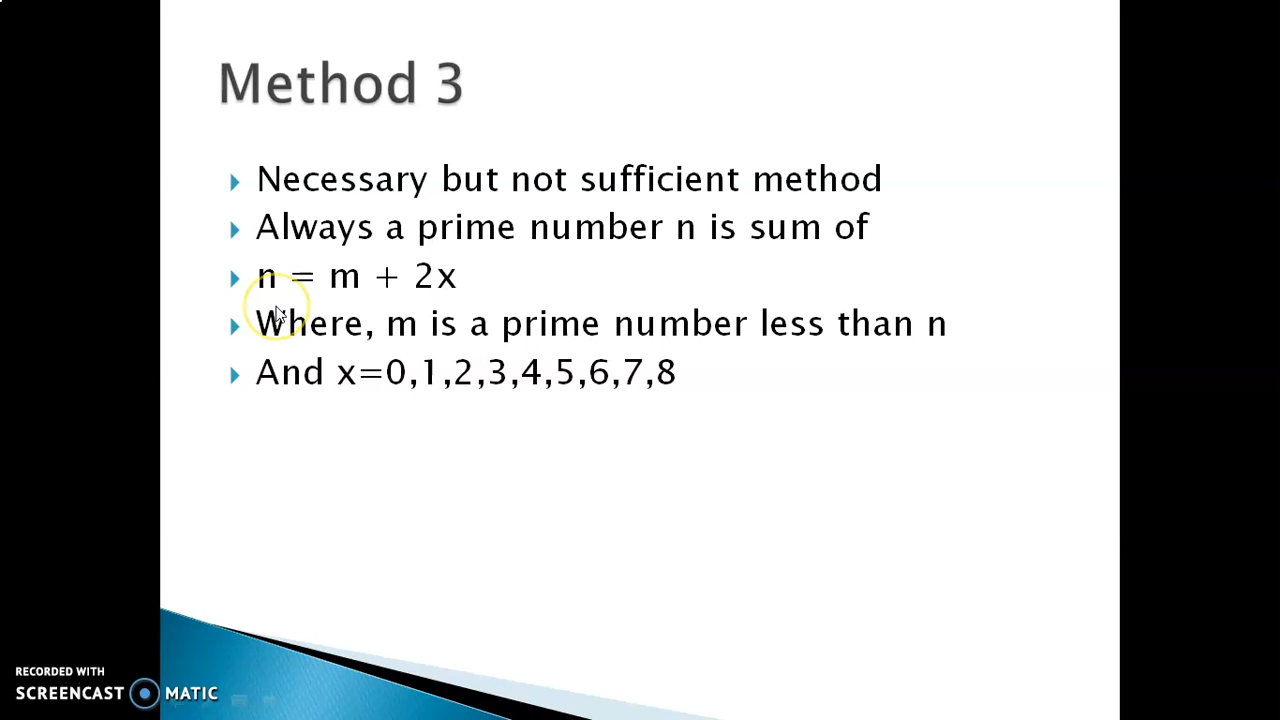 Method 3
Necessary but not sufficient method
Always a prime number n is sum of
n = m + 2x
Where, m is a prime number less than n
And x=0,1,2,3,4,5,6,7,8
RECORDED WITH
SCREENCAST MATIC